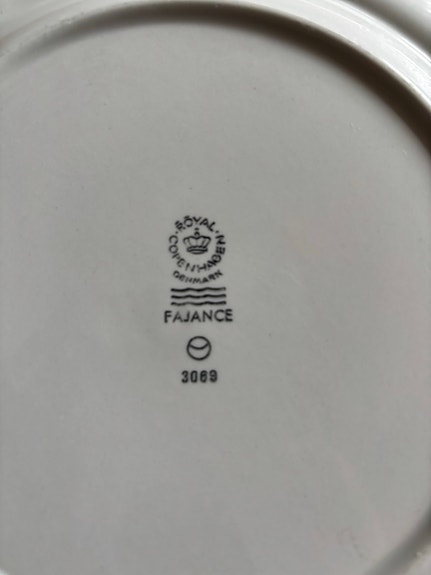 ROYAL
COPENHAGEN
DENMARK
FAJANCE
3069